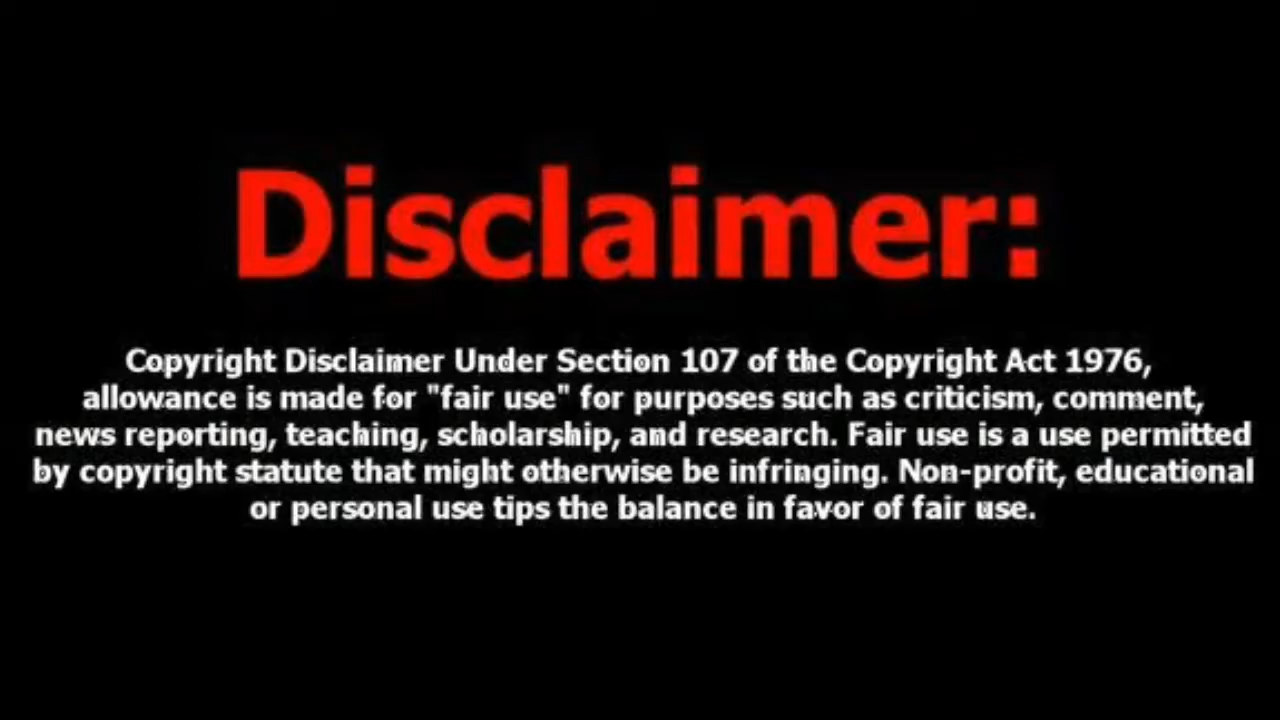 Disclaimer:
Copyright Disclaimer Under Section 107 of the Copyright Act 1976,
allowance is made for "fair use" for purposes such as criticism, comment,
news reporting, teaching, scholarship, and research. Fair use is a use permitted
by copyright statute that might otherwise be infringing. Non-profit, educational
or personal use tips the balance in favor of fair use.